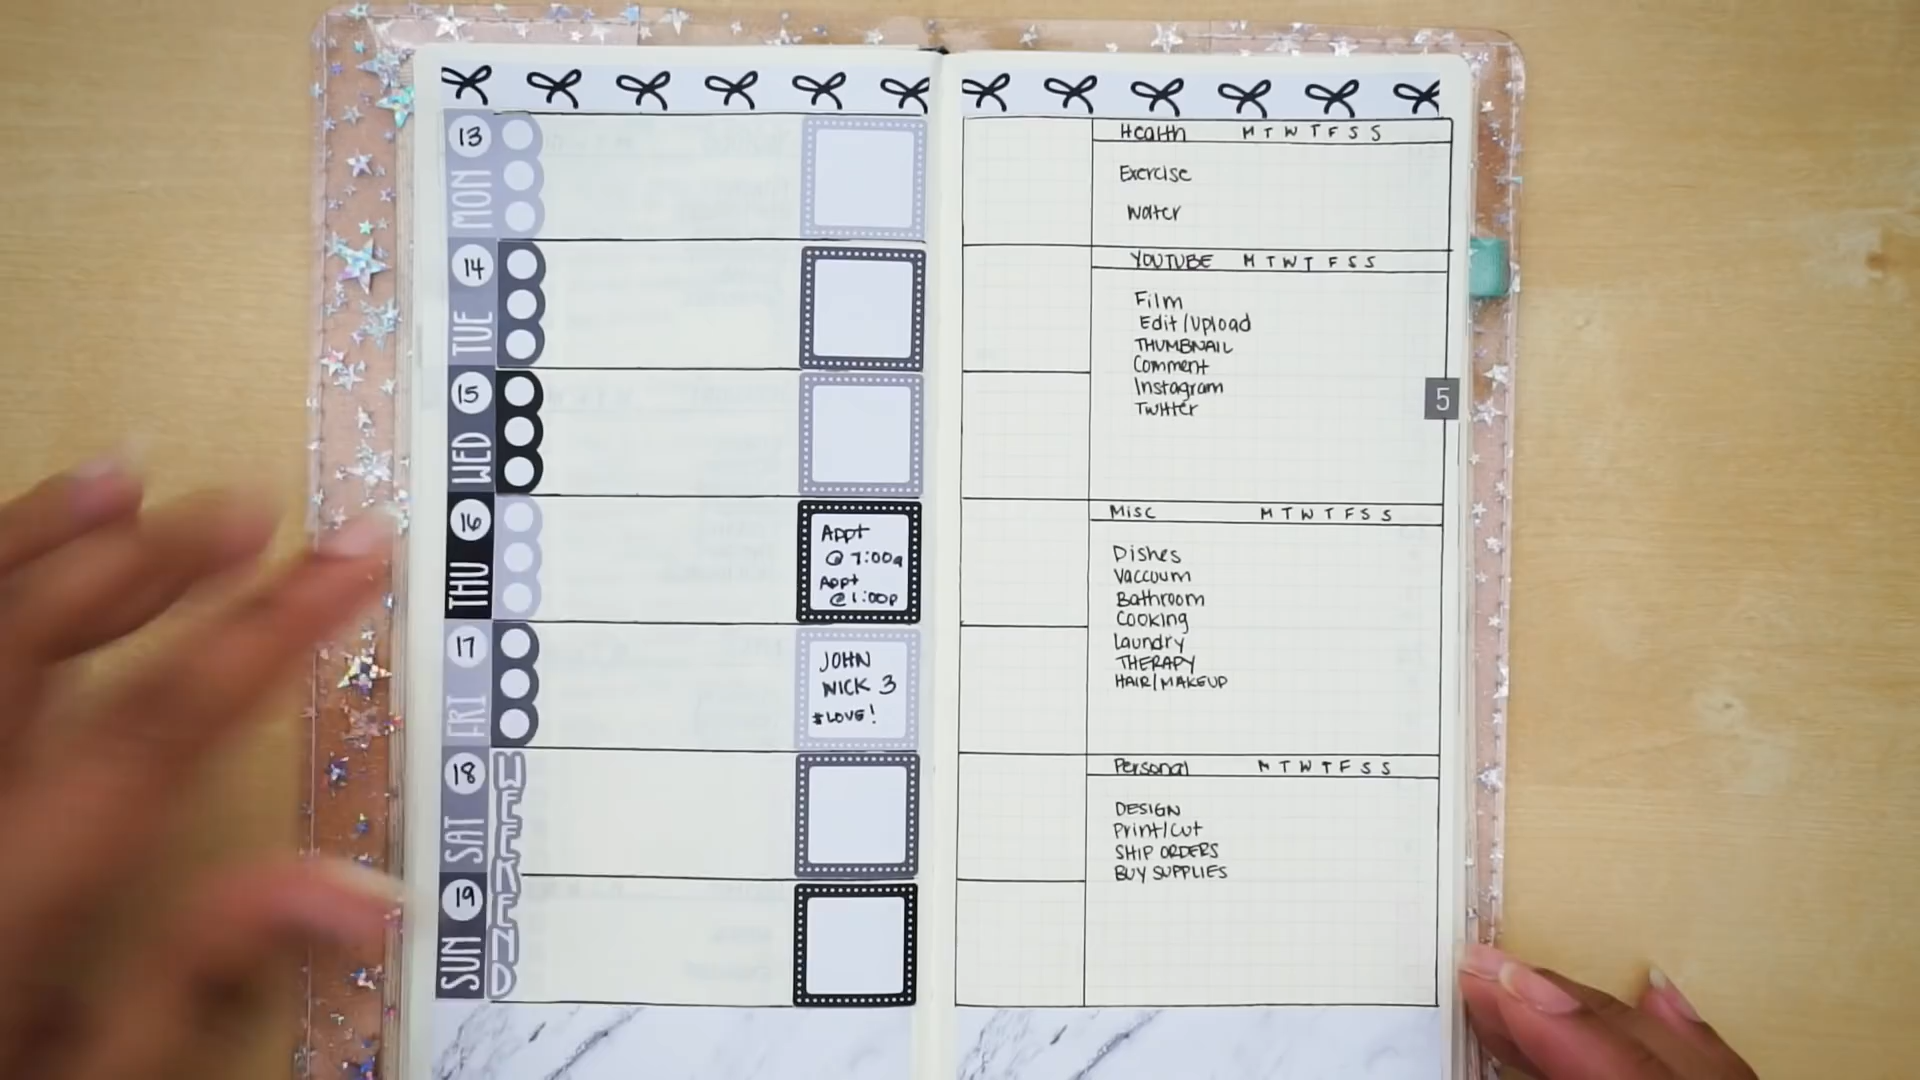 13
MON
14
TUE
15
WED
16
THU
Appt
@ 7:00a
Appt
@ 1:00p
17
FRI
JOHN
WICK 3
#LOVE!
18
SAT
19
SUN
WEEKEND
Health M T W T F S S
Exercise
Water
YOUTUBE M T W T F S S
Film
Edit/Upload
THUMBNAIL
Comment
Instagram
Twitter
5
Misc M T W T F S S
Dishes
Vaccuum
Bathroom
Cooking
Laundry
THERAPY
HAIR/MAKEUP
Personal M T W T F S S
DESIGN
Print/Cut
SHIP ORDERS
BUY SUPPLIES